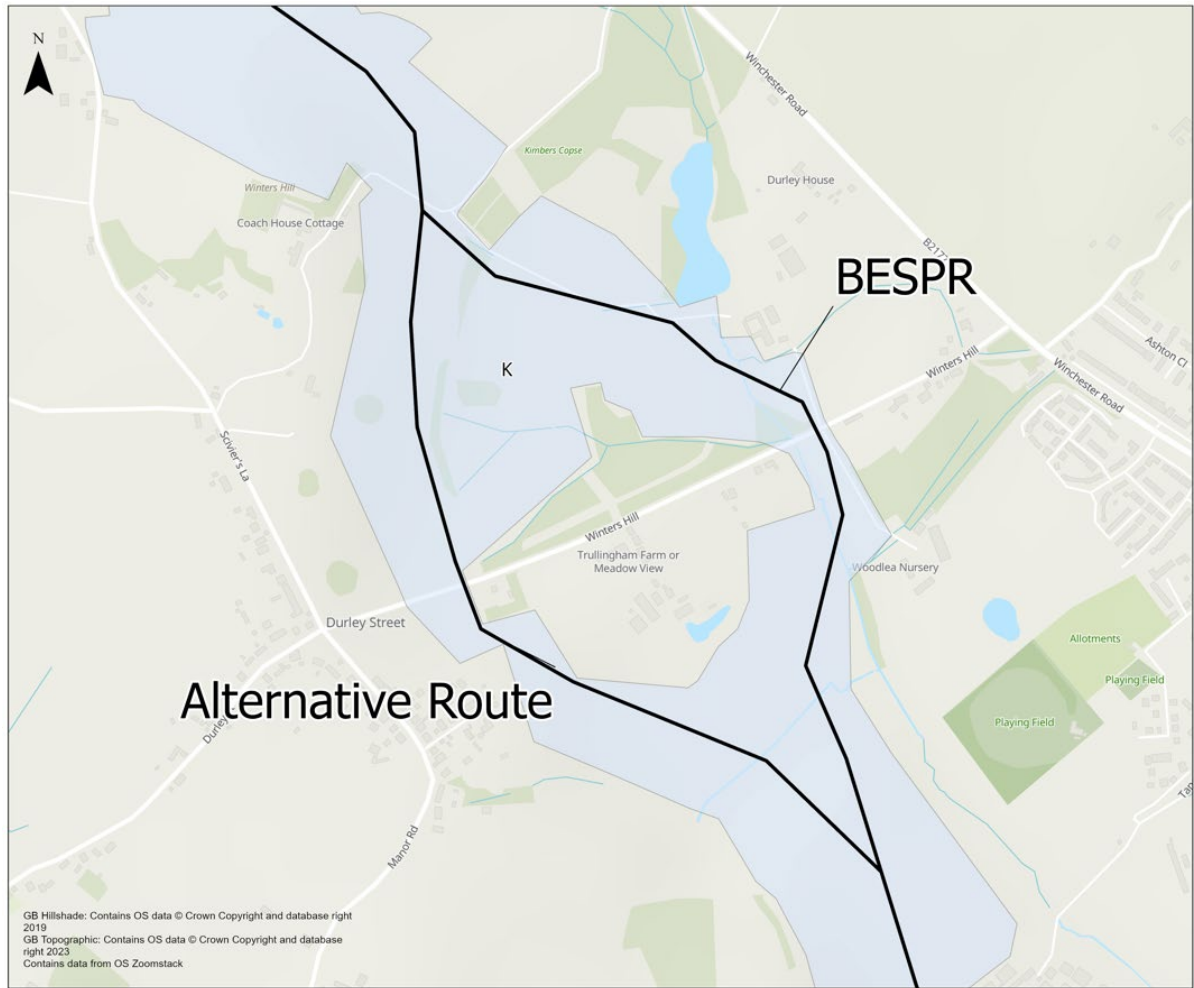 N
Winchester Road
Kimbers Copse
Durley House
Winters Hill
Coach House Cottage
BESPR
Ashton Cl
Winters Hill
Winchester Road
K
Scivier's La
Winters Hill
Trullingham Farm or
Meadow View
Woodlea Nursery
Durley Street
Allotments
Playing Field
Alternative Route
Playing Field
Manor Rd
GB Hillshade: Contains OS data © Crown Copyright and database right
2019
GB Topographic: Contains OS data © Crown Copyright and database
right 2023
Contains data from OS Zoomstack